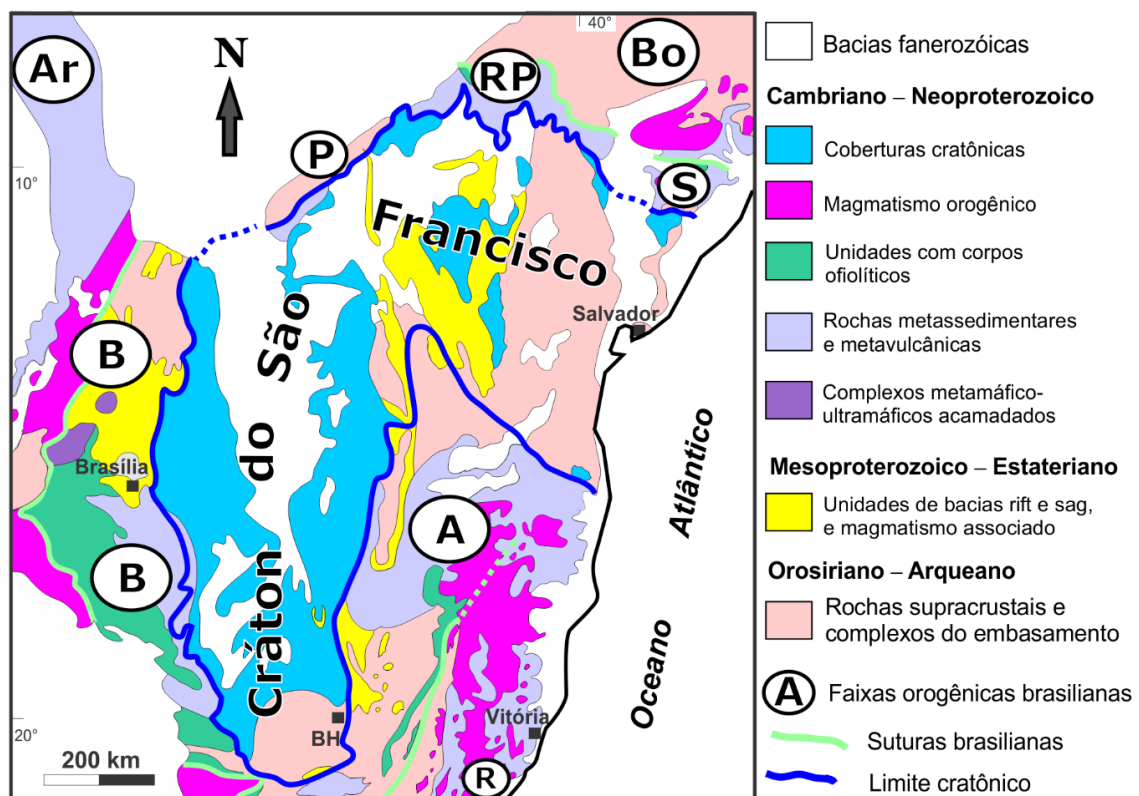 40°
Ar
N
RP
Bo
P
10°
S
Francisco
São
Salvador
B
do
Brasília
A
B
Cráton
Atlântico
Oceano
Vitória
20°
BH
200 km
R
Bacias fanerozóicas
Cambriano – Neoproterozoico
Coberturas cratônicas
Magmatismo orogênico
Unidades com corpos
ofiolíticos
Rochas metassedimentares
e metavulcânicas
Complexos metamáfico-
ultramáficos acamadados
Mesoproterozoico – Estateriano
Unidades de bacias rift e sag,
e magmatismo associado
Orosiriano – Arqueano
Rochas supracrustais e
complexos do embasamento
A Faixas orogênicas brasilianas
Suturas brasilianas
Limite cratônico